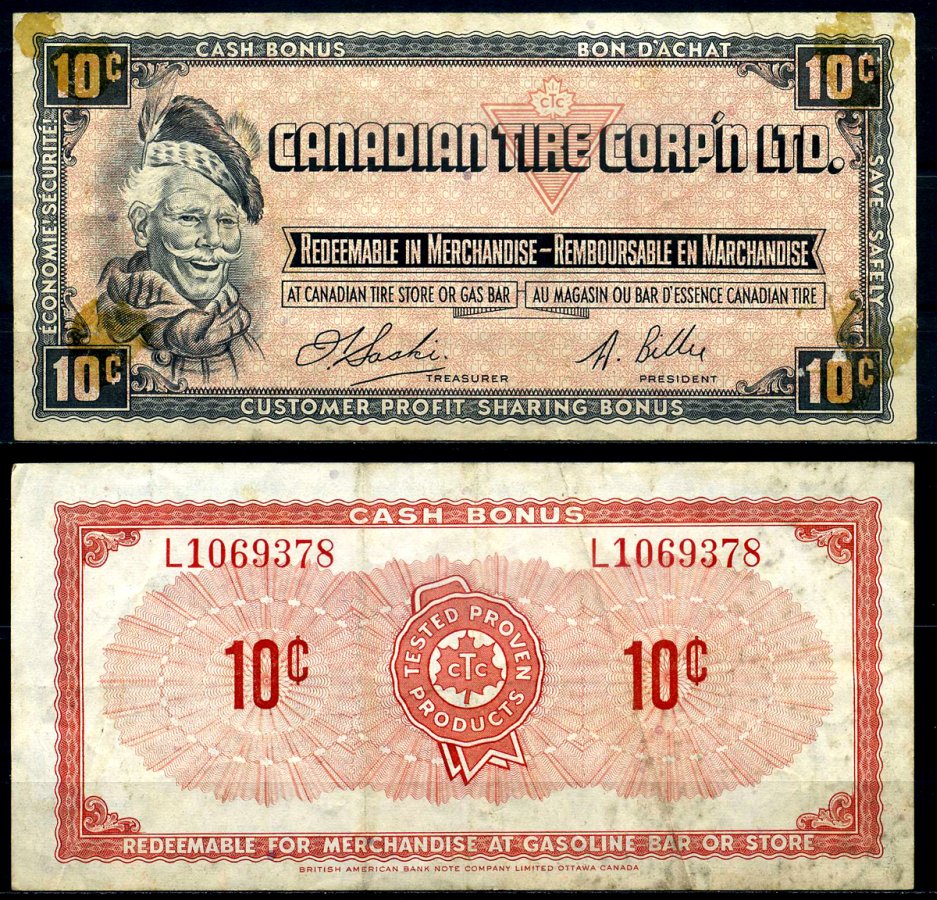 CASH BONUS BON D'ACHAT
10¢ 10¢
CTC
CANADIAN TIRE CORP'N LTD.
ÉCONOMIE! SÉCURITÉ!
SAVE SAFELY
REDEEMABLE IN MERCHANDISE – REMBOURSABLE EN MARCHANDISE
AT CANADIAN TIRE STORE OR GAS BAR AU MAGASIN OU BAR D'ESSENCE CANADIAN TIRE
A. Billes
TREASURER PRESIDENT
10¢ 10¢
CUSTOMER PROFIT SHARING BONUS
CASH BONUS
L1069378 L1069378
TESTED PROVEN
10¢ CTC 10¢
PRODUCTS
REDEEMABLE FOR MERCHANDISE AT GASOLINE BAR OR STORE
BRITISH AMERICAN BANK NOTE COMPANY LIMITED OTTAWA CANADA